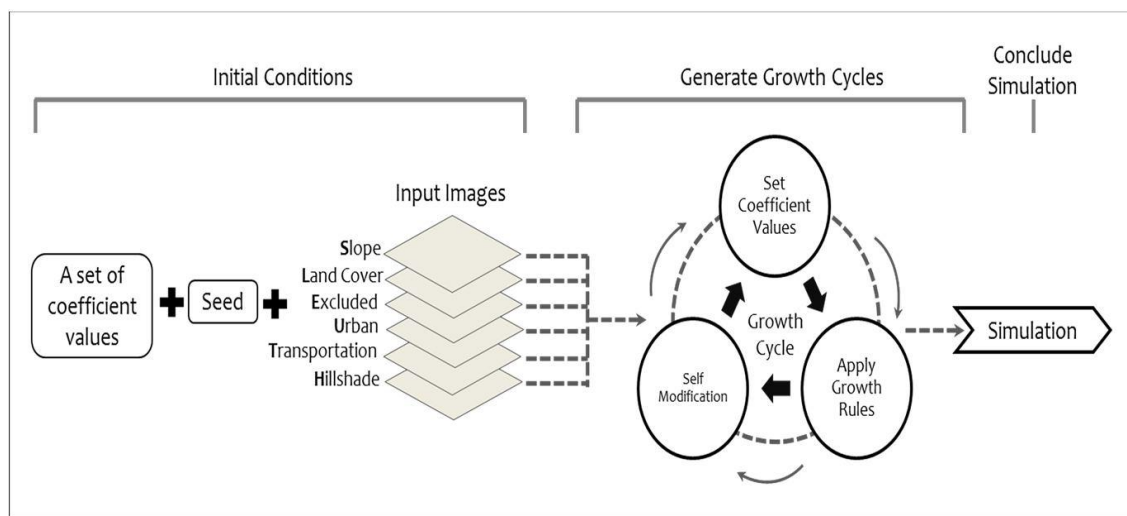 Initial Conditions
Generate Growth Cycles
Conclude
Simulation
Input Images
Slope
Land Cover
Excluded
Urban
Transportation
Hillshade
A set of
coefficient
values
Seed
Set
Coefficient
Values
Growth
Cycle
Self
Modification
Apply
Growth
Rules
Simulation